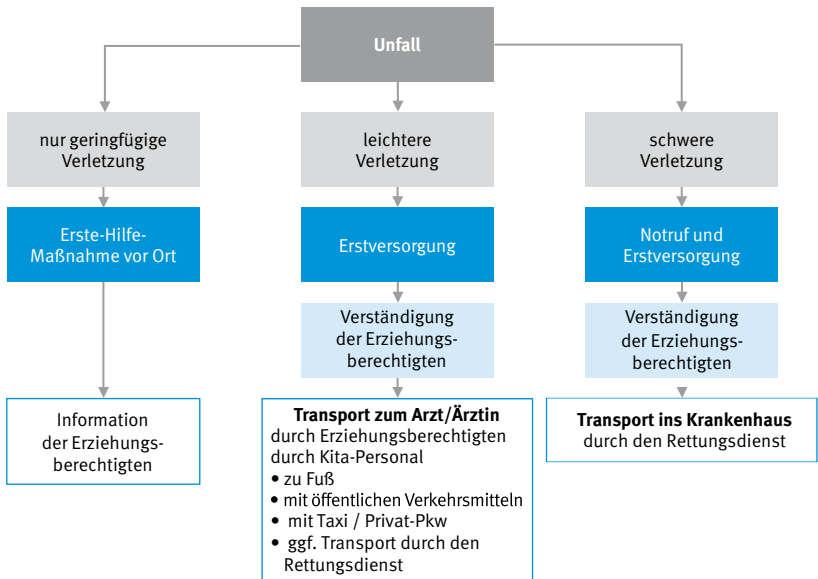 Unfall
nur geringfügige
Verletzung
leichtere
Verletzung
schwere
Verletzung
Erste-Hilfe-
Maßnahme vor Ort
Erstversorgung
Notruf und
Erstversorgung
Verständigung
der Erziehungs-
berechtigten
Verständigung
der Erziehungs-
berechtigten
Information
der Erziehungs-
berechtigten
Transport zum Arzt/Ärztin
durch Erziehungsberechtigten
durch Kita-Personal
• zu Fuß
• mit öffentlichen Verkehrsmitteln
• mit Taxi / Privat-Pkw
• ggf. Transport durch den
Rettungsdienst
Transport ins Krankenhaus
durch den Rettungsdienst